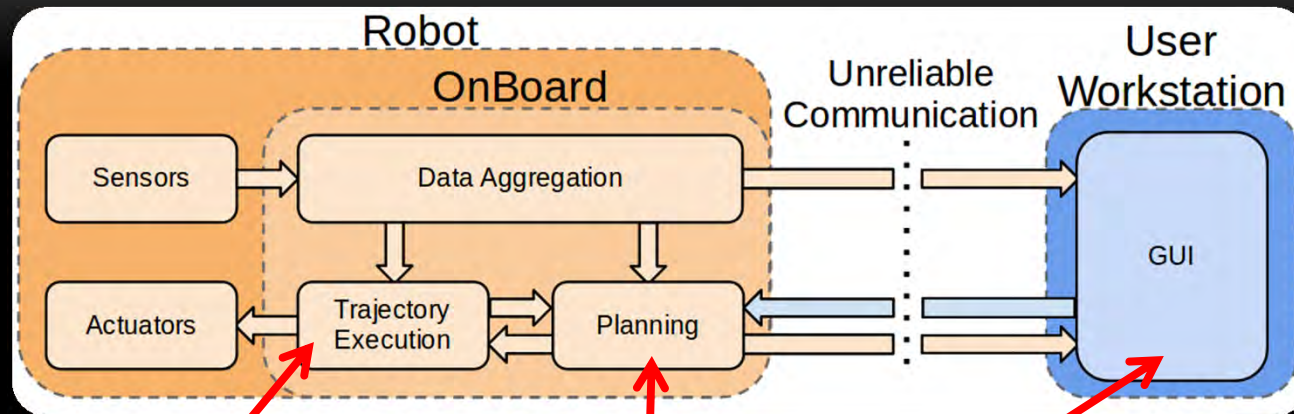 Robot
OnBoard
Unreliable
Communication
User
Workstation
Sensors
Data Aggregation
GUI
Actuators
Trajectory
Execution
Planning